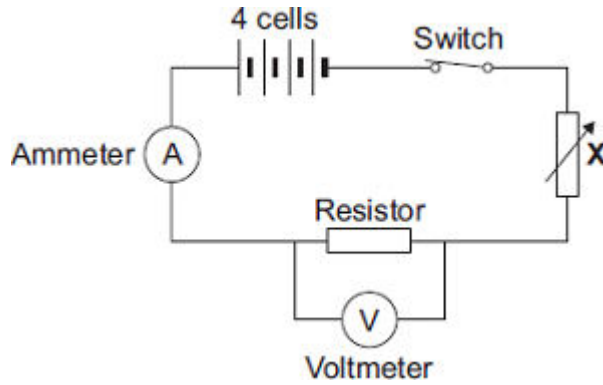 4 cells
Switch
Ammeter A
X
Resistor
V
Voltmeter